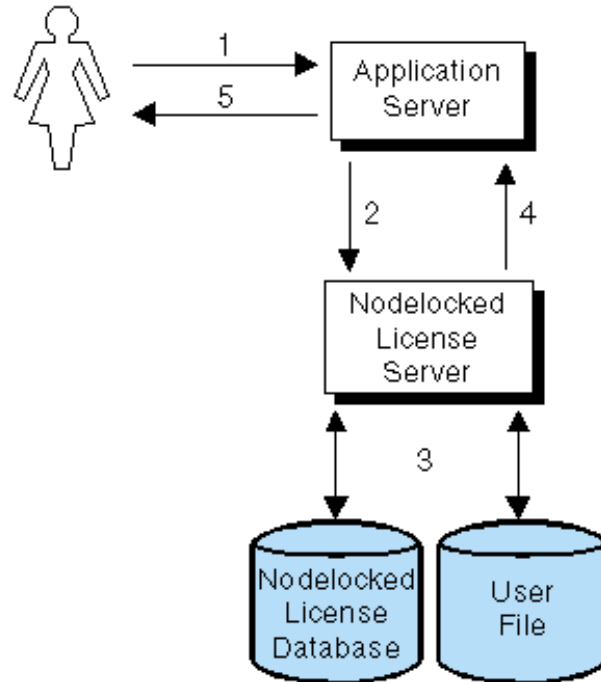 1
Application
Server
5
2
4
Nodelocked
License
Server
3
Nodelocked
License
Database
User
File